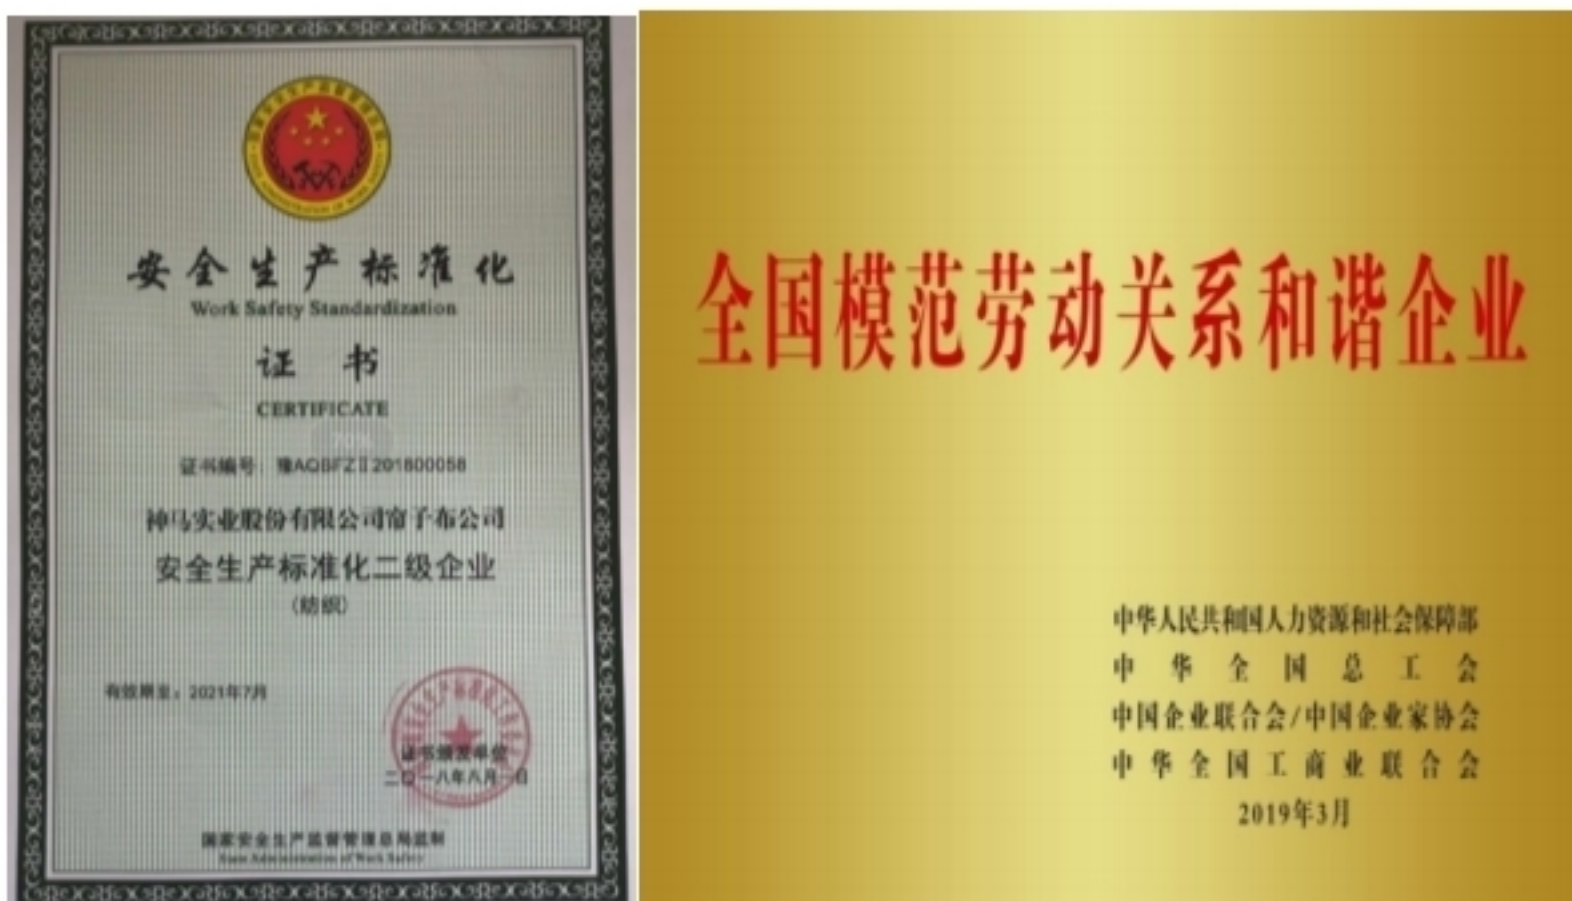 安全生产标准化
Work Safety Standardization
证书
CERTIFICATE
70%
证书编号：豫AQBFZⅡ201800058
神马实业股份有限公司帘子布公司
安全生产标准化二级企业
(纺织)
有效期至：2021年7月
证书颁发单位
二〇一八年八月一日
国家安全生产监督管理总局监制
State Administration of Work Safety
全国模范劳动关系和谐企业
中华人民共和国人力资源和社会保障部
中华全国总工会
中国企业联合会/中国企业家协会
中华全国工商业联合会
2019年3月